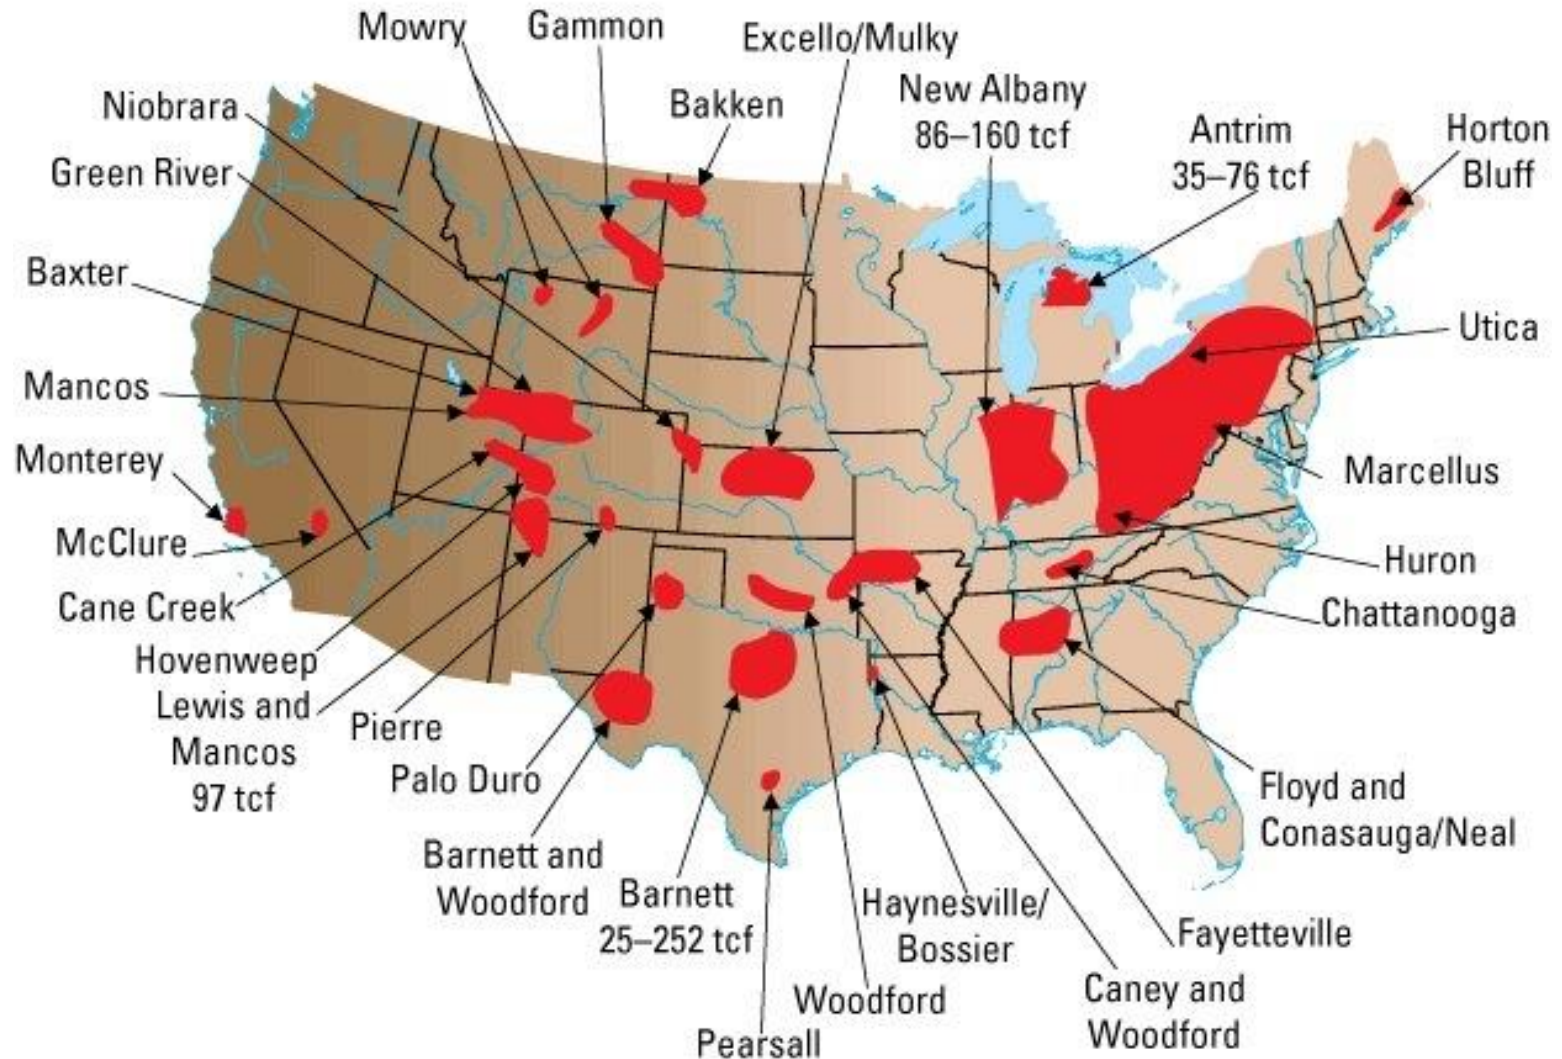 Mowry
Gammon
Excello/Mulky
Niobrara
Bakken
New Albany
86–160 tcf
Antrim
35–76 tcf
Horton
Bluff
Green River
Baxter
Utica
Mancos
Monterey
Marcellus
McClure
Huron
Cane Creek
Chattanooga
Hovenweep
Lewis and
Mancos
97 tcf
Pierre
Palo Duro
Floyd and
Conasauga/Neal
Barnett and
Woodford
Barnett
25–252 tcf
Haynesville/
Bossier
Fayetteville
Woodford
Caney and
Woodford
Pearsall